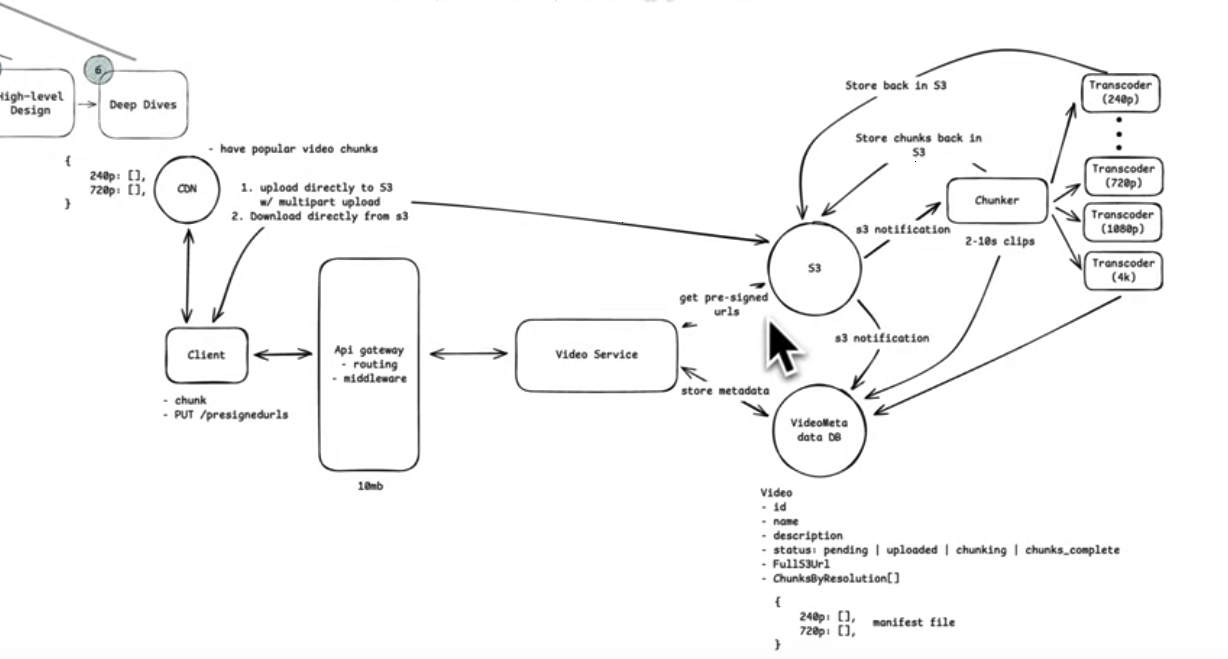 High-level
Design
6
Deep Dives
{
240p: [],
720p: [],
}
CDN
- have popular video chunks
1. upload directly to S3
w/ multipart upload
2. Download directly from s3
Client
- chunk
- PUT /presignedurls
Api gateway
- routing
- middleware
10mb
Video Service
get pre-signed
urls
store metadata
S3
s3 notification
s3 notification
Store back in S3
Store chunks back in
S3
Chunker
2-10s clips
Transcoder
(240p)
Transcoder
(720p)
Transcoder
(1080p)
Transcoder
(4k)
VideoMeta
data DB
Video
- id
- name
- description
- status: pending | uploaded | chunking | chunks_complete
- FullS3Url
- ChunksByResolution[]
{
240p: [],
720p: [],
}
manifest file